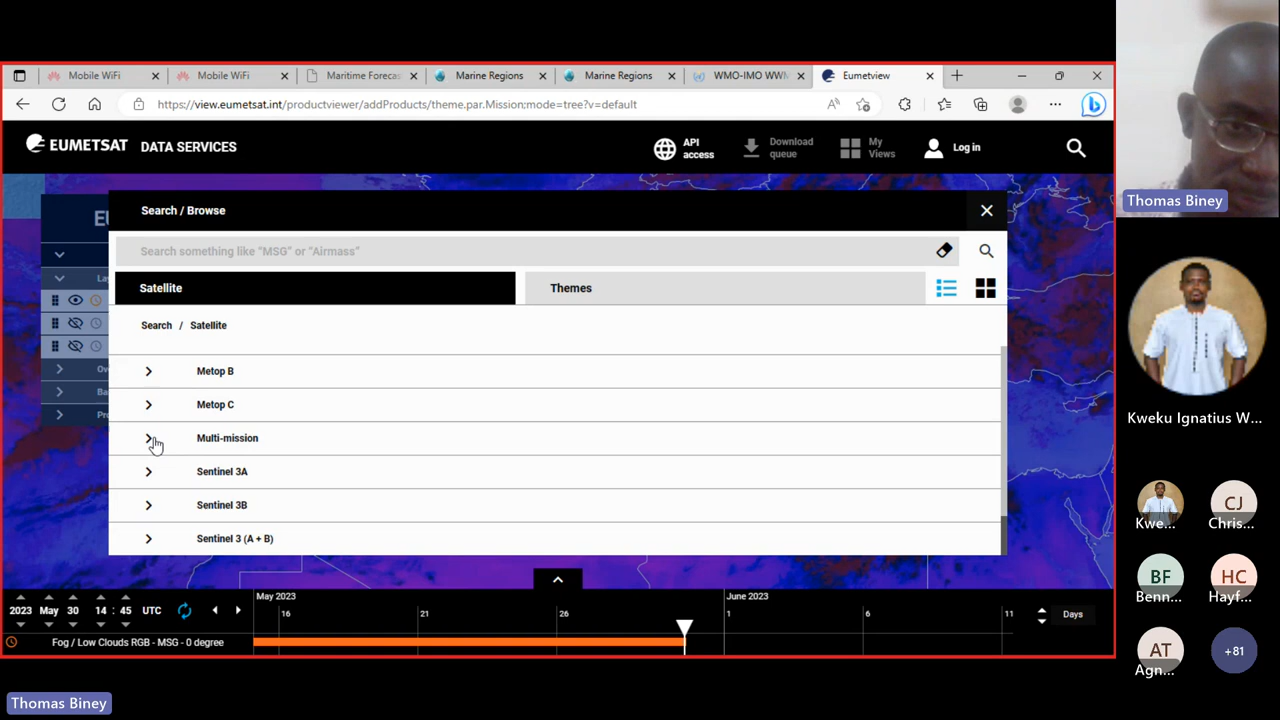 Mobile WiFi
Mobile WiFi
Maritime Forecas
Marine Regions
Marine Regions
WMO-IMO WWM
Eumetview
https://view.eumetsat.int/productviewer/addProducts/theme.par.Mission:mode=tree?v=default
EUMETSAT DATA SERVICES
API access
Download queue
My Views
Log in
EU
Search / Browse
Search something like "MSG" or "Airmass"
Satellite
Themes
Search / Satellite
Lay
Ov
Ba
Pr
Metop B
Metop C
Multi-mission
Sentinel 3A
Sentinel 3B
Sentinel 3 (A + B)
May 2023
June 2023
2023 May 30 14 : 45 UTC
16
21
26
1
6
11
Days
Fog / Low Clouds RGB - MSG - 0 degree
Thomas Biney
Thomas Biney
Kweku Ignatius W...
Kwe...
CJ
Chris...
BF
Benn...
HC
Hayf...
AT
Agn...
+81